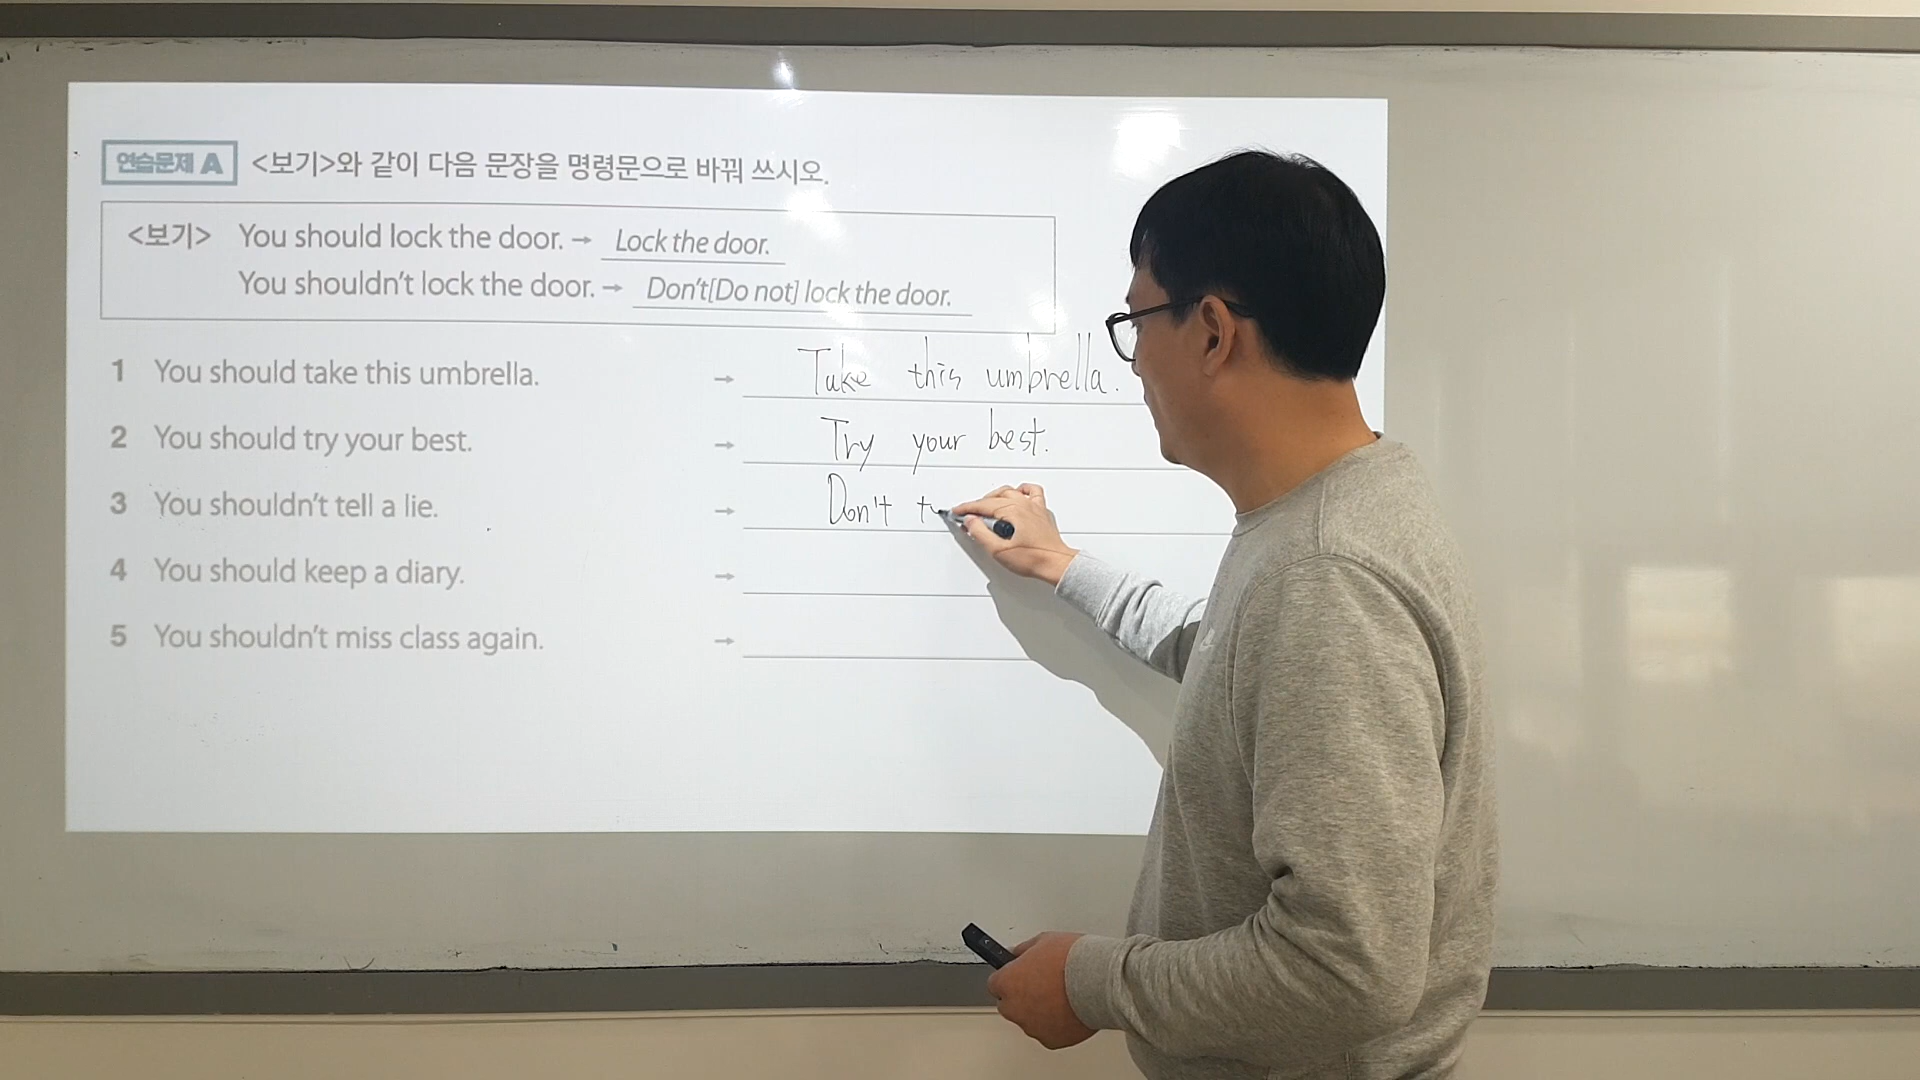 연습문제 A <보기>와 같이 다음 문장을 명령문으로 바꿔 쓰시오.
<보기> You should lock the door. → Lock the door.
You shouldn't lock the door. → Don't[Do not] lock the door.
1 You should take this umbrella. → Take this umbrella.
2 You should try your best. → Try your best.
3 You shouldn't tell a lie. → Don't
4 You should keep a diary. →
5 You shouldn't miss class again. →